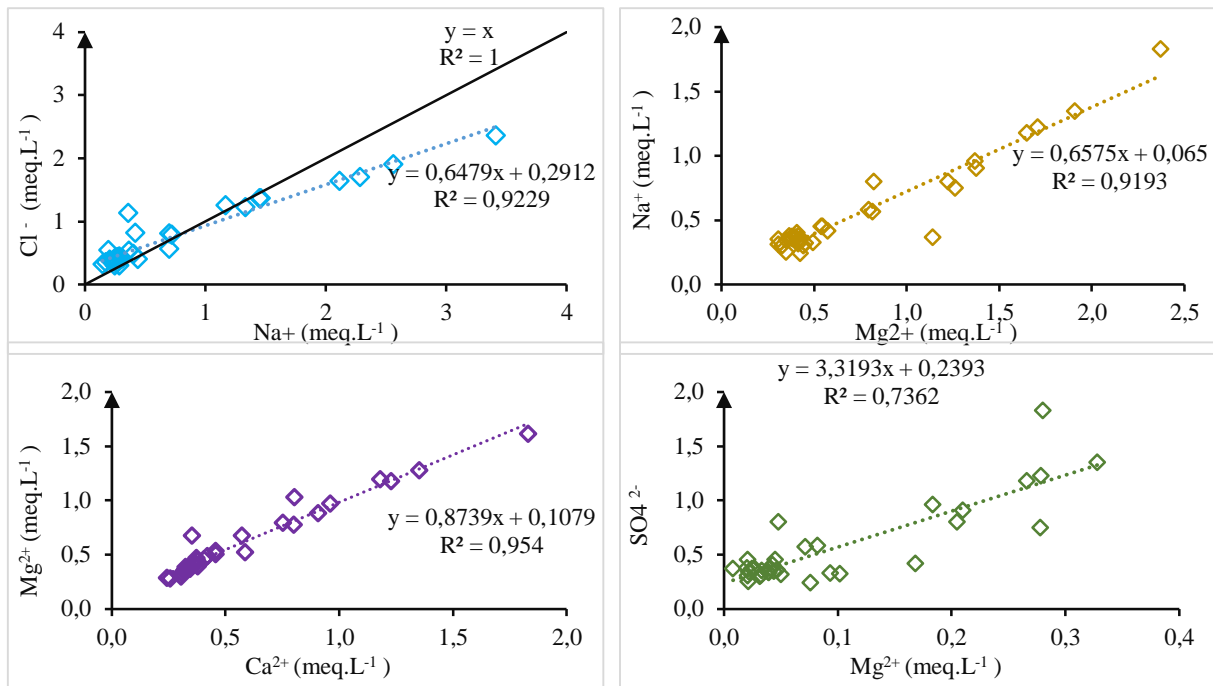 4
3
2
1
0
Cl - (meq.L-1)
y = x
R² = 1
y = 0,6479x + 0,2912
R² = 0,9229
0 1 2 3 4
Na+ (meq.L-1)
2,0
1,5
1,0
0,5
0,0
Na+ (meq.L-1)
y = 0,6575x + 0,065
R² = 0,9193
0,0 0,5 1,0 1,5 2,0 2,5
Mg2+ (meq.L-1)
2,0
1,5
1,0
0,5
0,0
Mg2+ (meq.L-1)
y = 0,8739x + 0,1079
R² = 0,954
0,0 0,5 1,0 1,5 2,0
Ca2+ (meq.L-1)
y = 3,3193x + 0,2393
R² = 0,7362
2,0
1,5
1,0
0,5
0,0
SO4 2-
0,0 0,1 0,2 0,3 0,4
Mg2+ (meq.L-1)